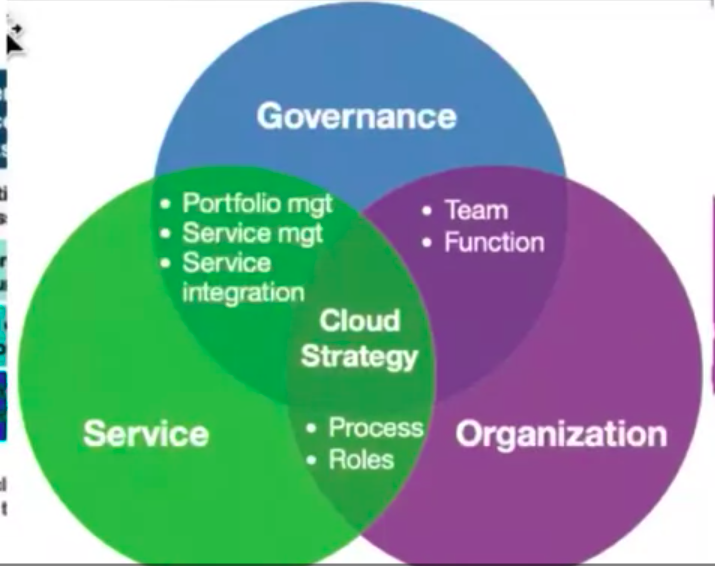 Governance
• Portfolio mgt
• Service mgt
• Service
integration
• Team
• Function
Cloud
Strategy
Service
• Process
• Roles
Organization